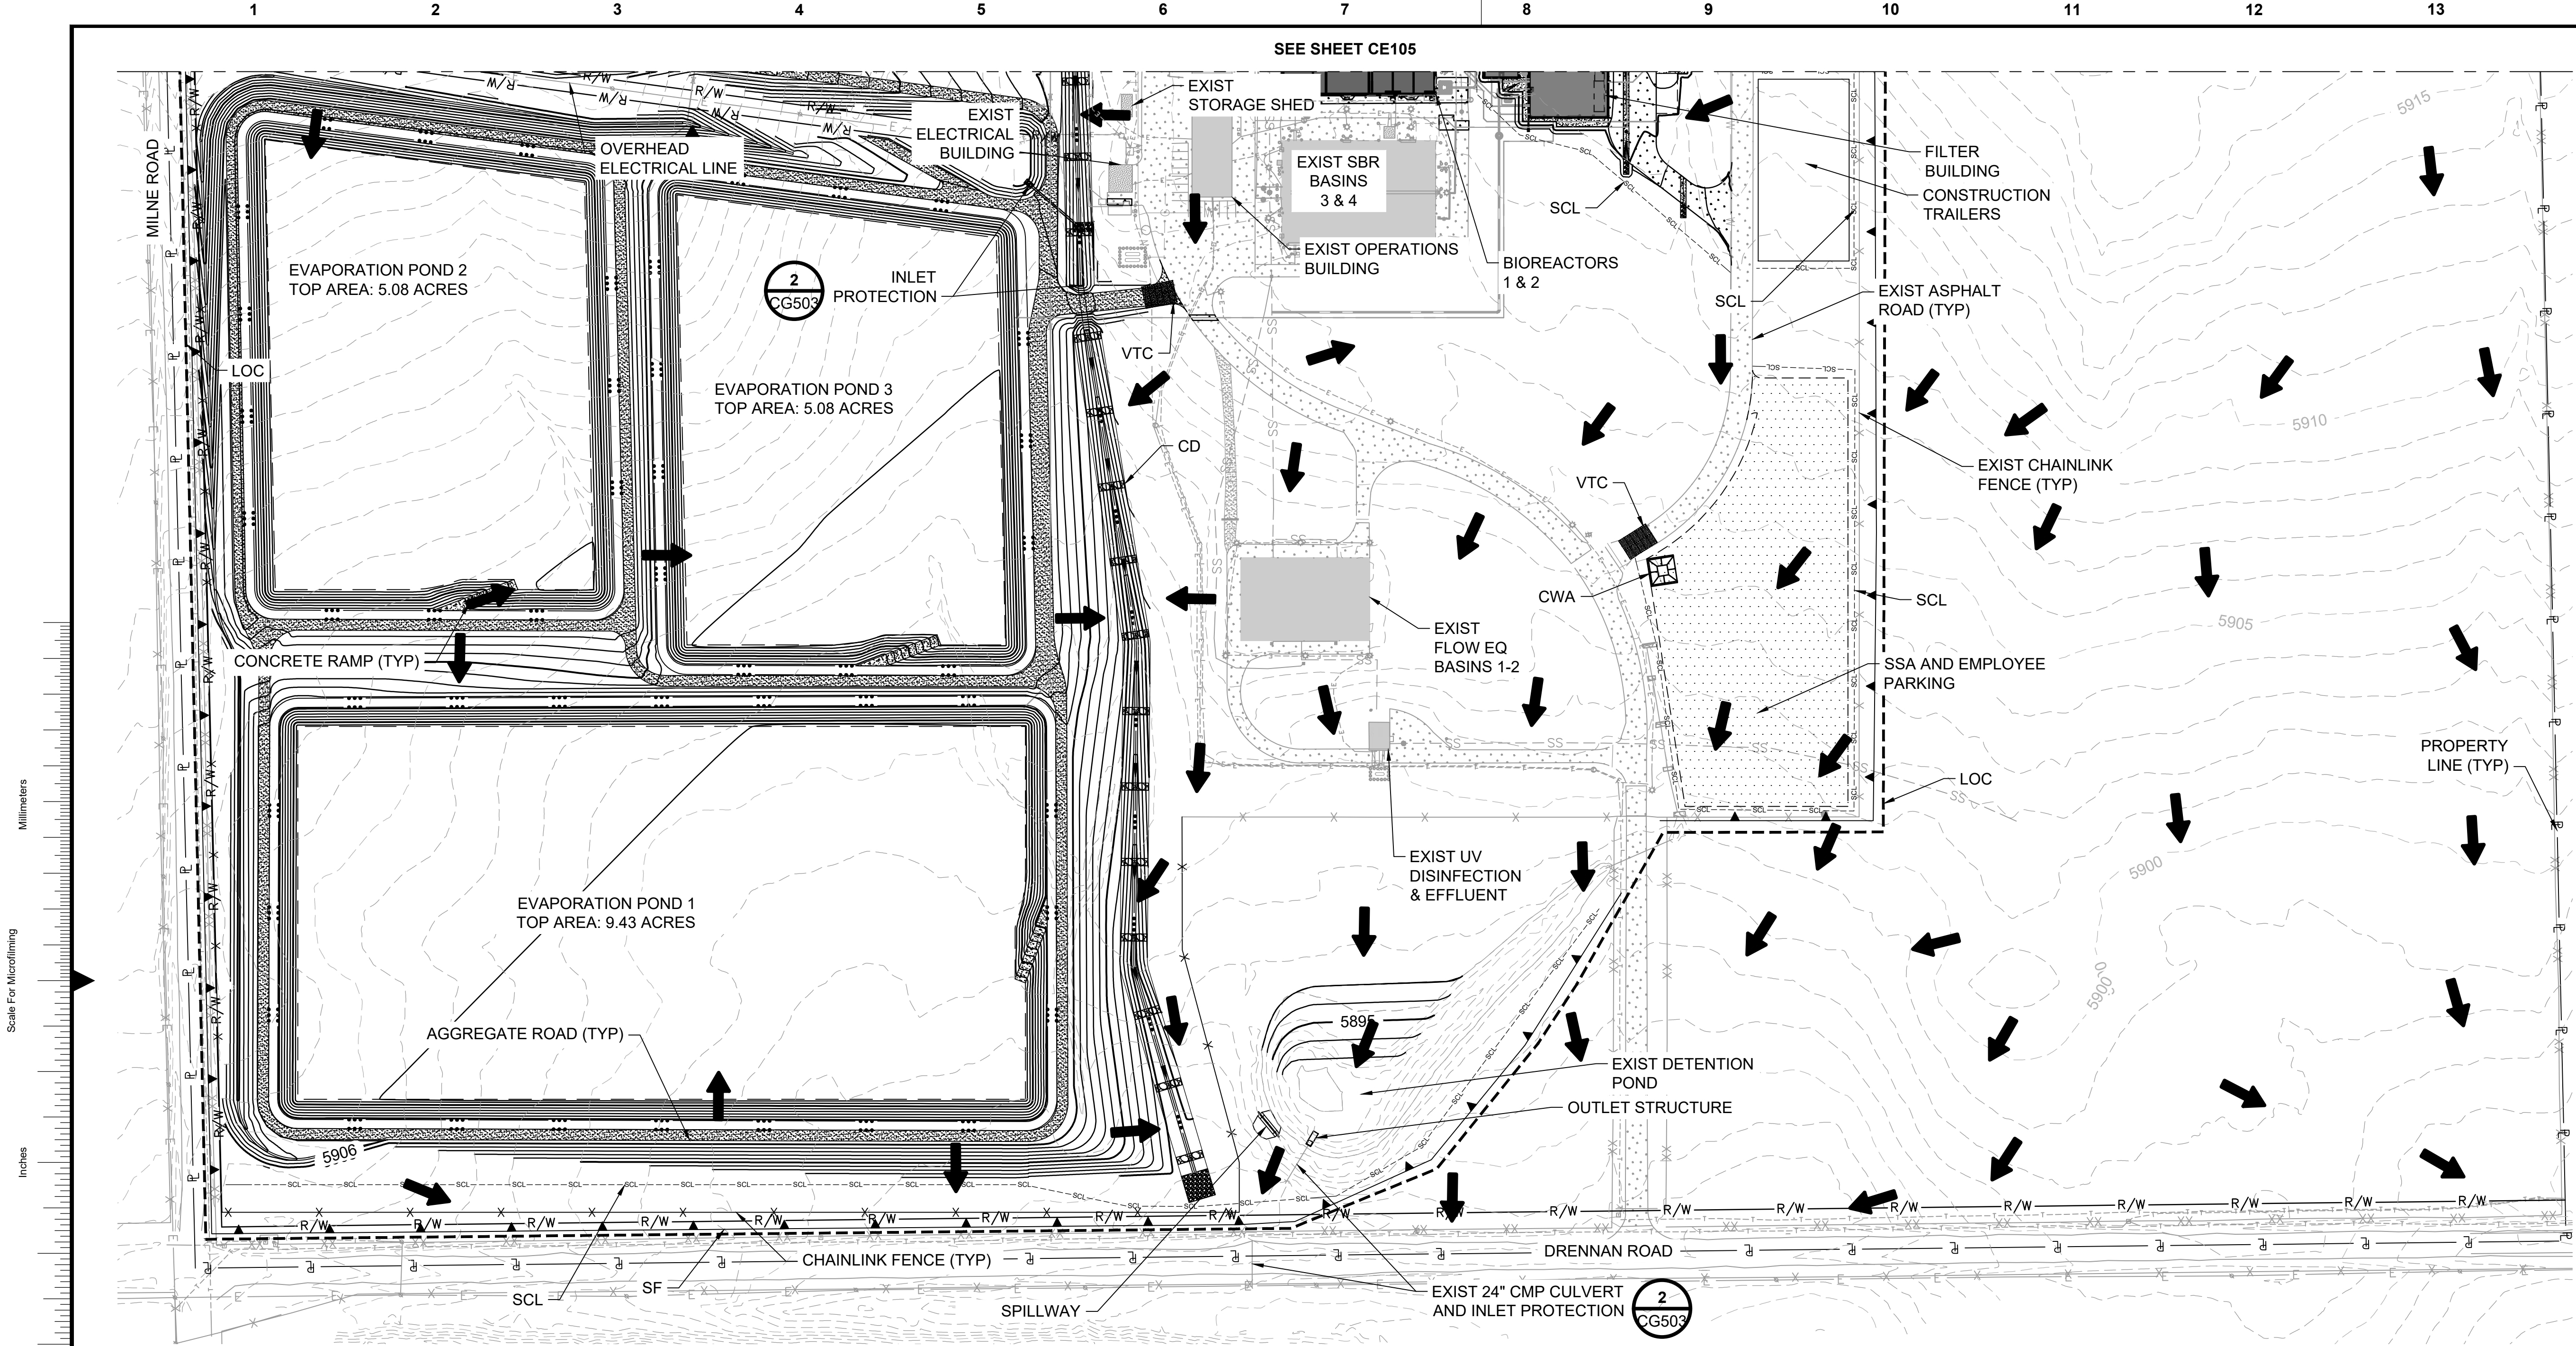 1 2 3 4 5 6 7 8 9 10 11 12 13
SEE SHEET CE105
MILNE ROAD
OVERHEAD
ELECTRICAL LINE
EXIST
ELECTRICAL
BUILDING
EXIST
STORAGE SHED
EXIST SBR
BASINS
3 & 4
EXIST OPERATIONS
BUILDING
BIOREACTORS
1 & 2
SCL
FILTER
BUILDING
CONSTRUCTION
TRAILERS
SCL
EXIST ASPHALT
ROAD (TYP)
5915
EVAPORATION POND 2
TOP AREA: 5.08 ACRES
2
CG503
INLET
PROTECTION
LOC
VTC
EVAPORATION POND 3
TOP AREA: 5.08 ACRES
CD
5910
EXIST CHAINLINK
FENCE (TYP)
VTC
CWA
SCL
5905
EXIST
FLOW EQ
BASINS 1-2
CONCRETE RAMP (TYP)
SSA AND EMPLOYEE
PARKING
PROPERTY
LINE (TYP)
LOC
EXIST UV
DISINFECTION
& EFFLUENT
5900
EVAPORATION POND 1
TOP AREA: 9.43 ACRES
5900
5895
AGGREGATE ROAD (TYP)
EXIST DETENTION
POND
OUTLET STRUCTURE
5906
R/W
SCL
SS
CHAINLINK FENCE (TYP)
DRENNAN ROAD
SF
SCL
SPILLWAY
EXIST 24" CMP CULVERT
AND INLET PROTECTION
2
CG503
Millimeters
Scale For Microfilming
Inches